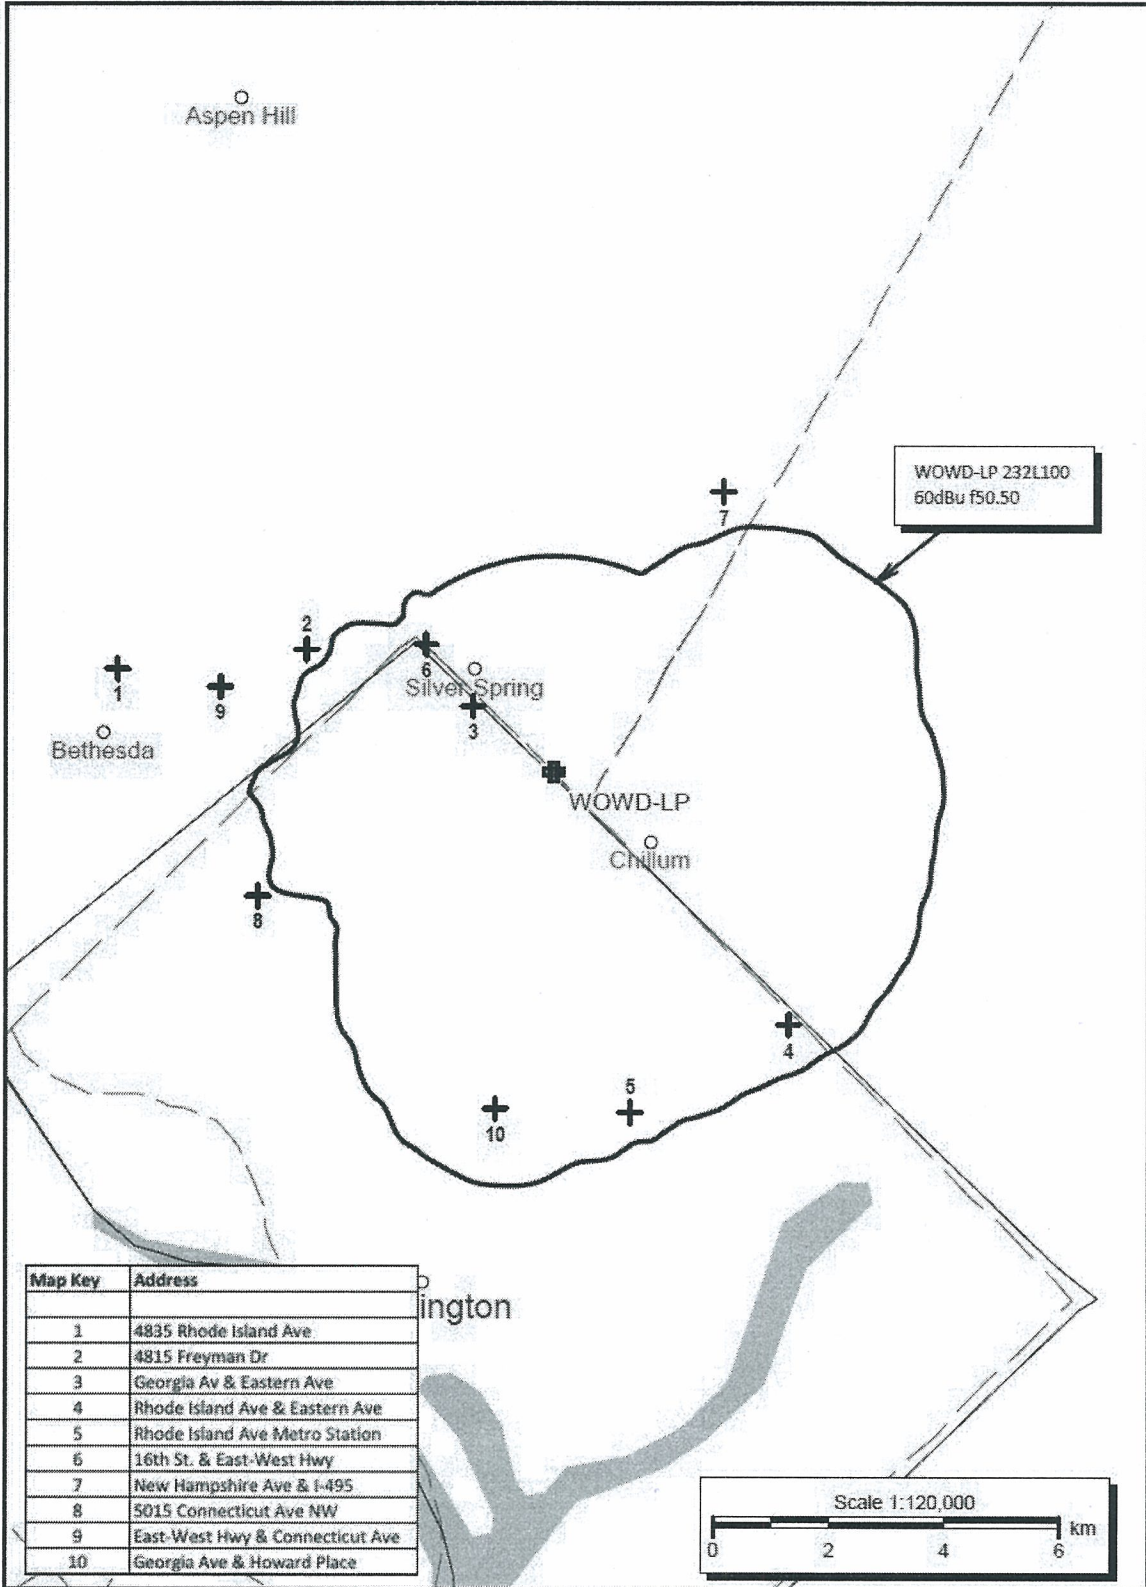 Aspen Hill
WOWD-LP 232L100
60dBu f50.50
7
2
6
1
9
Silver Spring
3
Bethesda
WOWD-LP
Chillum
8
4
5
10
ington
Map Key Address
1 4835 Rhode Island Ave
2 4815 Freyman Dr
3 Georgia Av & Eastern Ave
4 Rhode Island Ave & Eastern Ave
5 Rhode Island Ave Metro Station
6 16th St. & East-West Hwy
7 New Hampshire Ave & I-495
8 5015 Connecticut Ave NW
9 East-West Hwy & Connecticut Ave
10 Georgia Ave & Howard Place
Scale 1:120,000
km
0 2 4 6